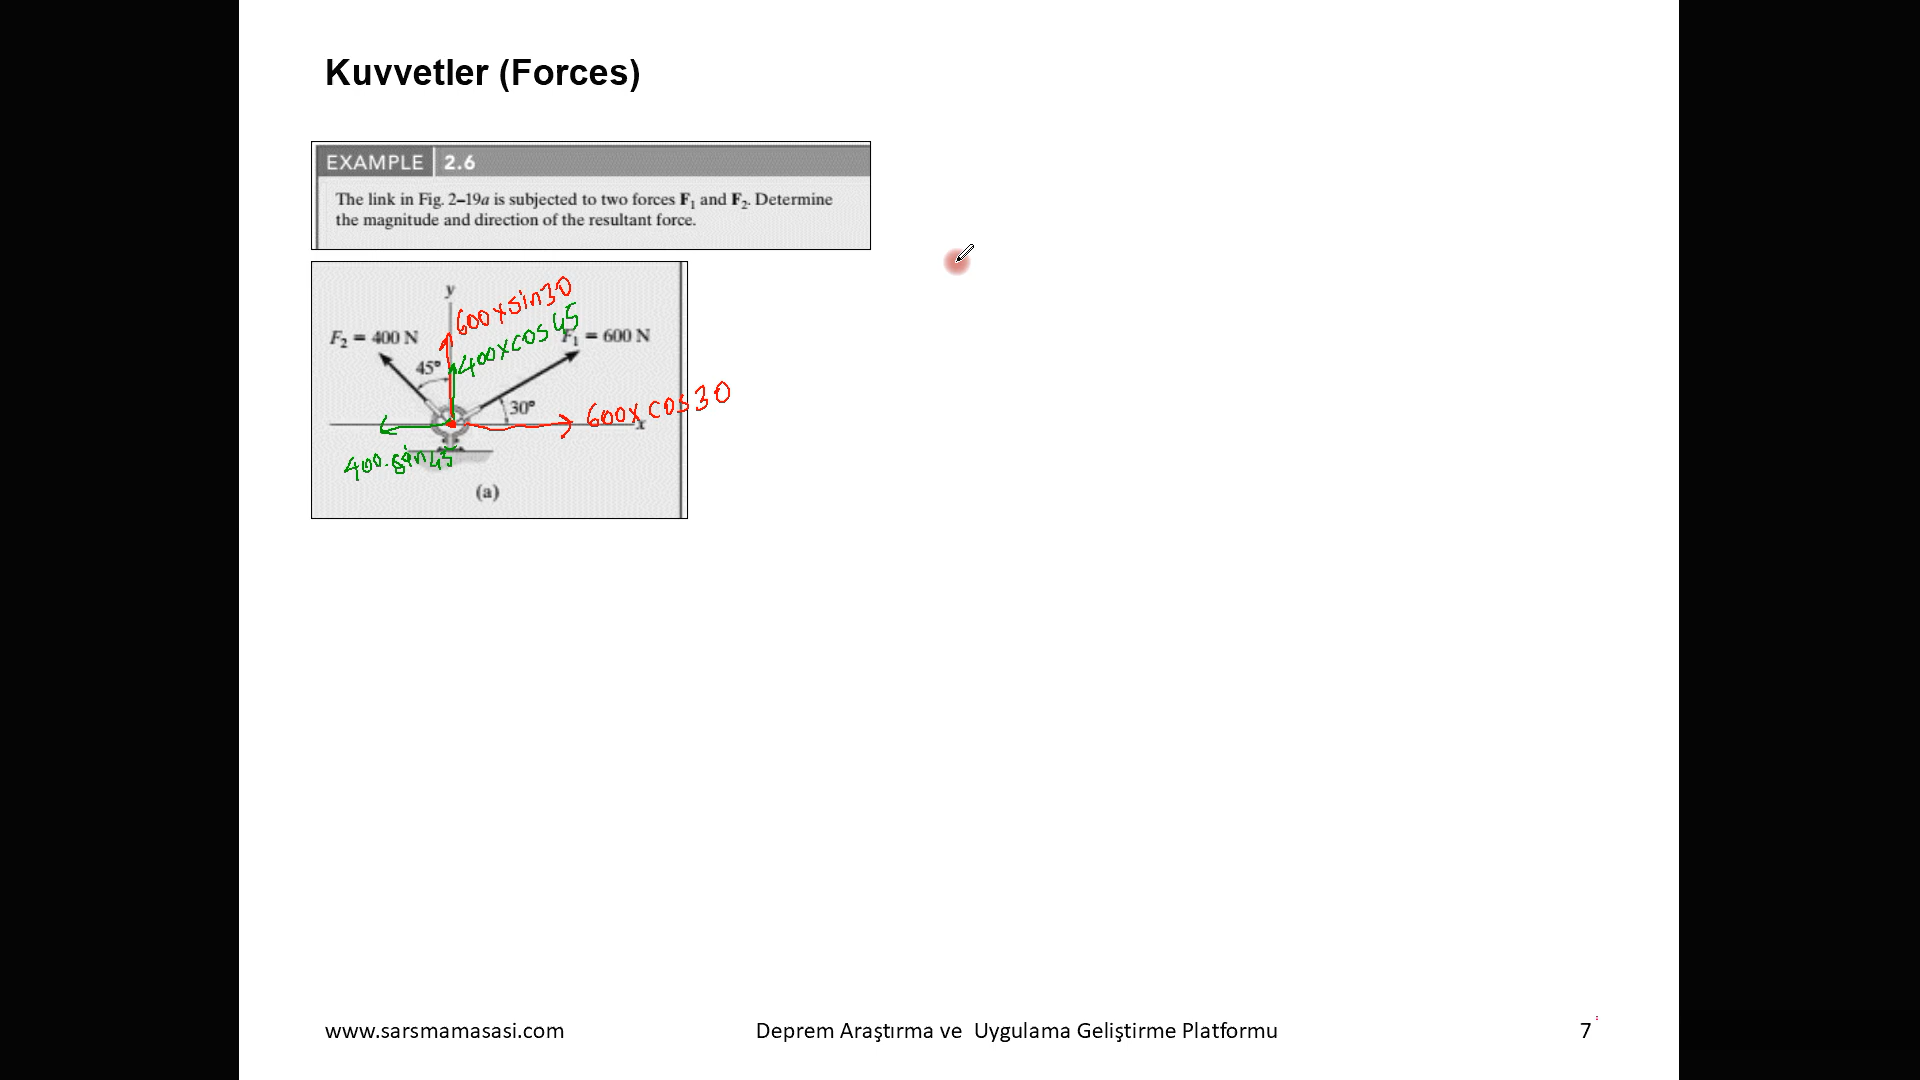 Kuvvetler (Forces)
EXAMPLE 2.6
The link in Fig. 2–19a is subjected to two forces F₁ and F₂. Determine
the magnitude and direction of the resultant force.
y
600xsin30
400xcos45
F₂ = 400 N
F₁ = 600 N
45°
30°
600xcos30
x
400.sin45
(a)
www.sarsmamasasi.com
Deprem Araştırma ve Uygulama Geliştirme Platformu
7